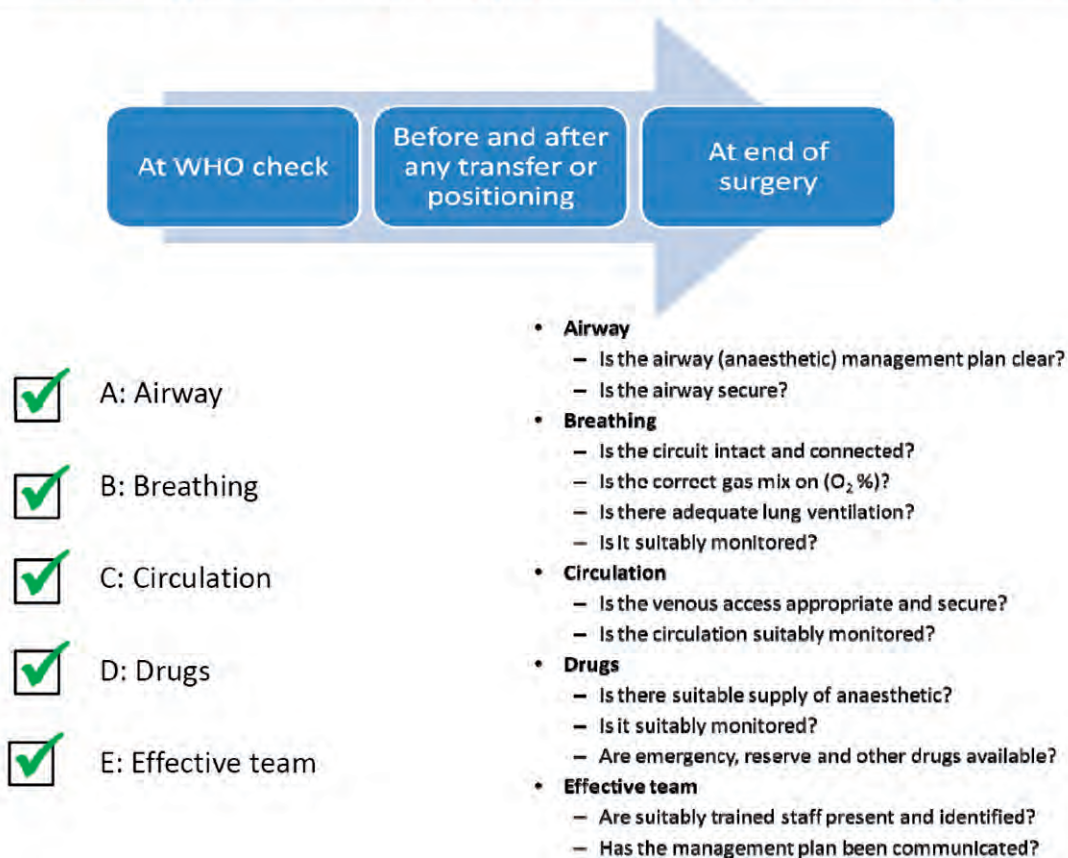 At WHO check
Before and after
any transfer or
positioning
At end of
surgery
A: Airway
B: Breathing
C: Circulation
D: Drugs
E: Effective team
• Airway
– Is the airway (anaesthetic) management plan clear?
– Is the airway secure?
• Breathing
– Is the circuit intact and connected?
– Is the correct gas mix on (O₂ %)?
– Is there adequate lung ventilation?
– Is it suitably monitored?
• Circulation
– Is the venous access appropriate and secure?
– Is the circulation suitably monitored?
• Drugs
– Is there suitable supply of anaesthetic?
– Is it suitably monitored?
– Are emergency, reserve and other drugs available?
• Effective team
– Are suitably trained staff present and identified?
– Has the management plan been communicated?